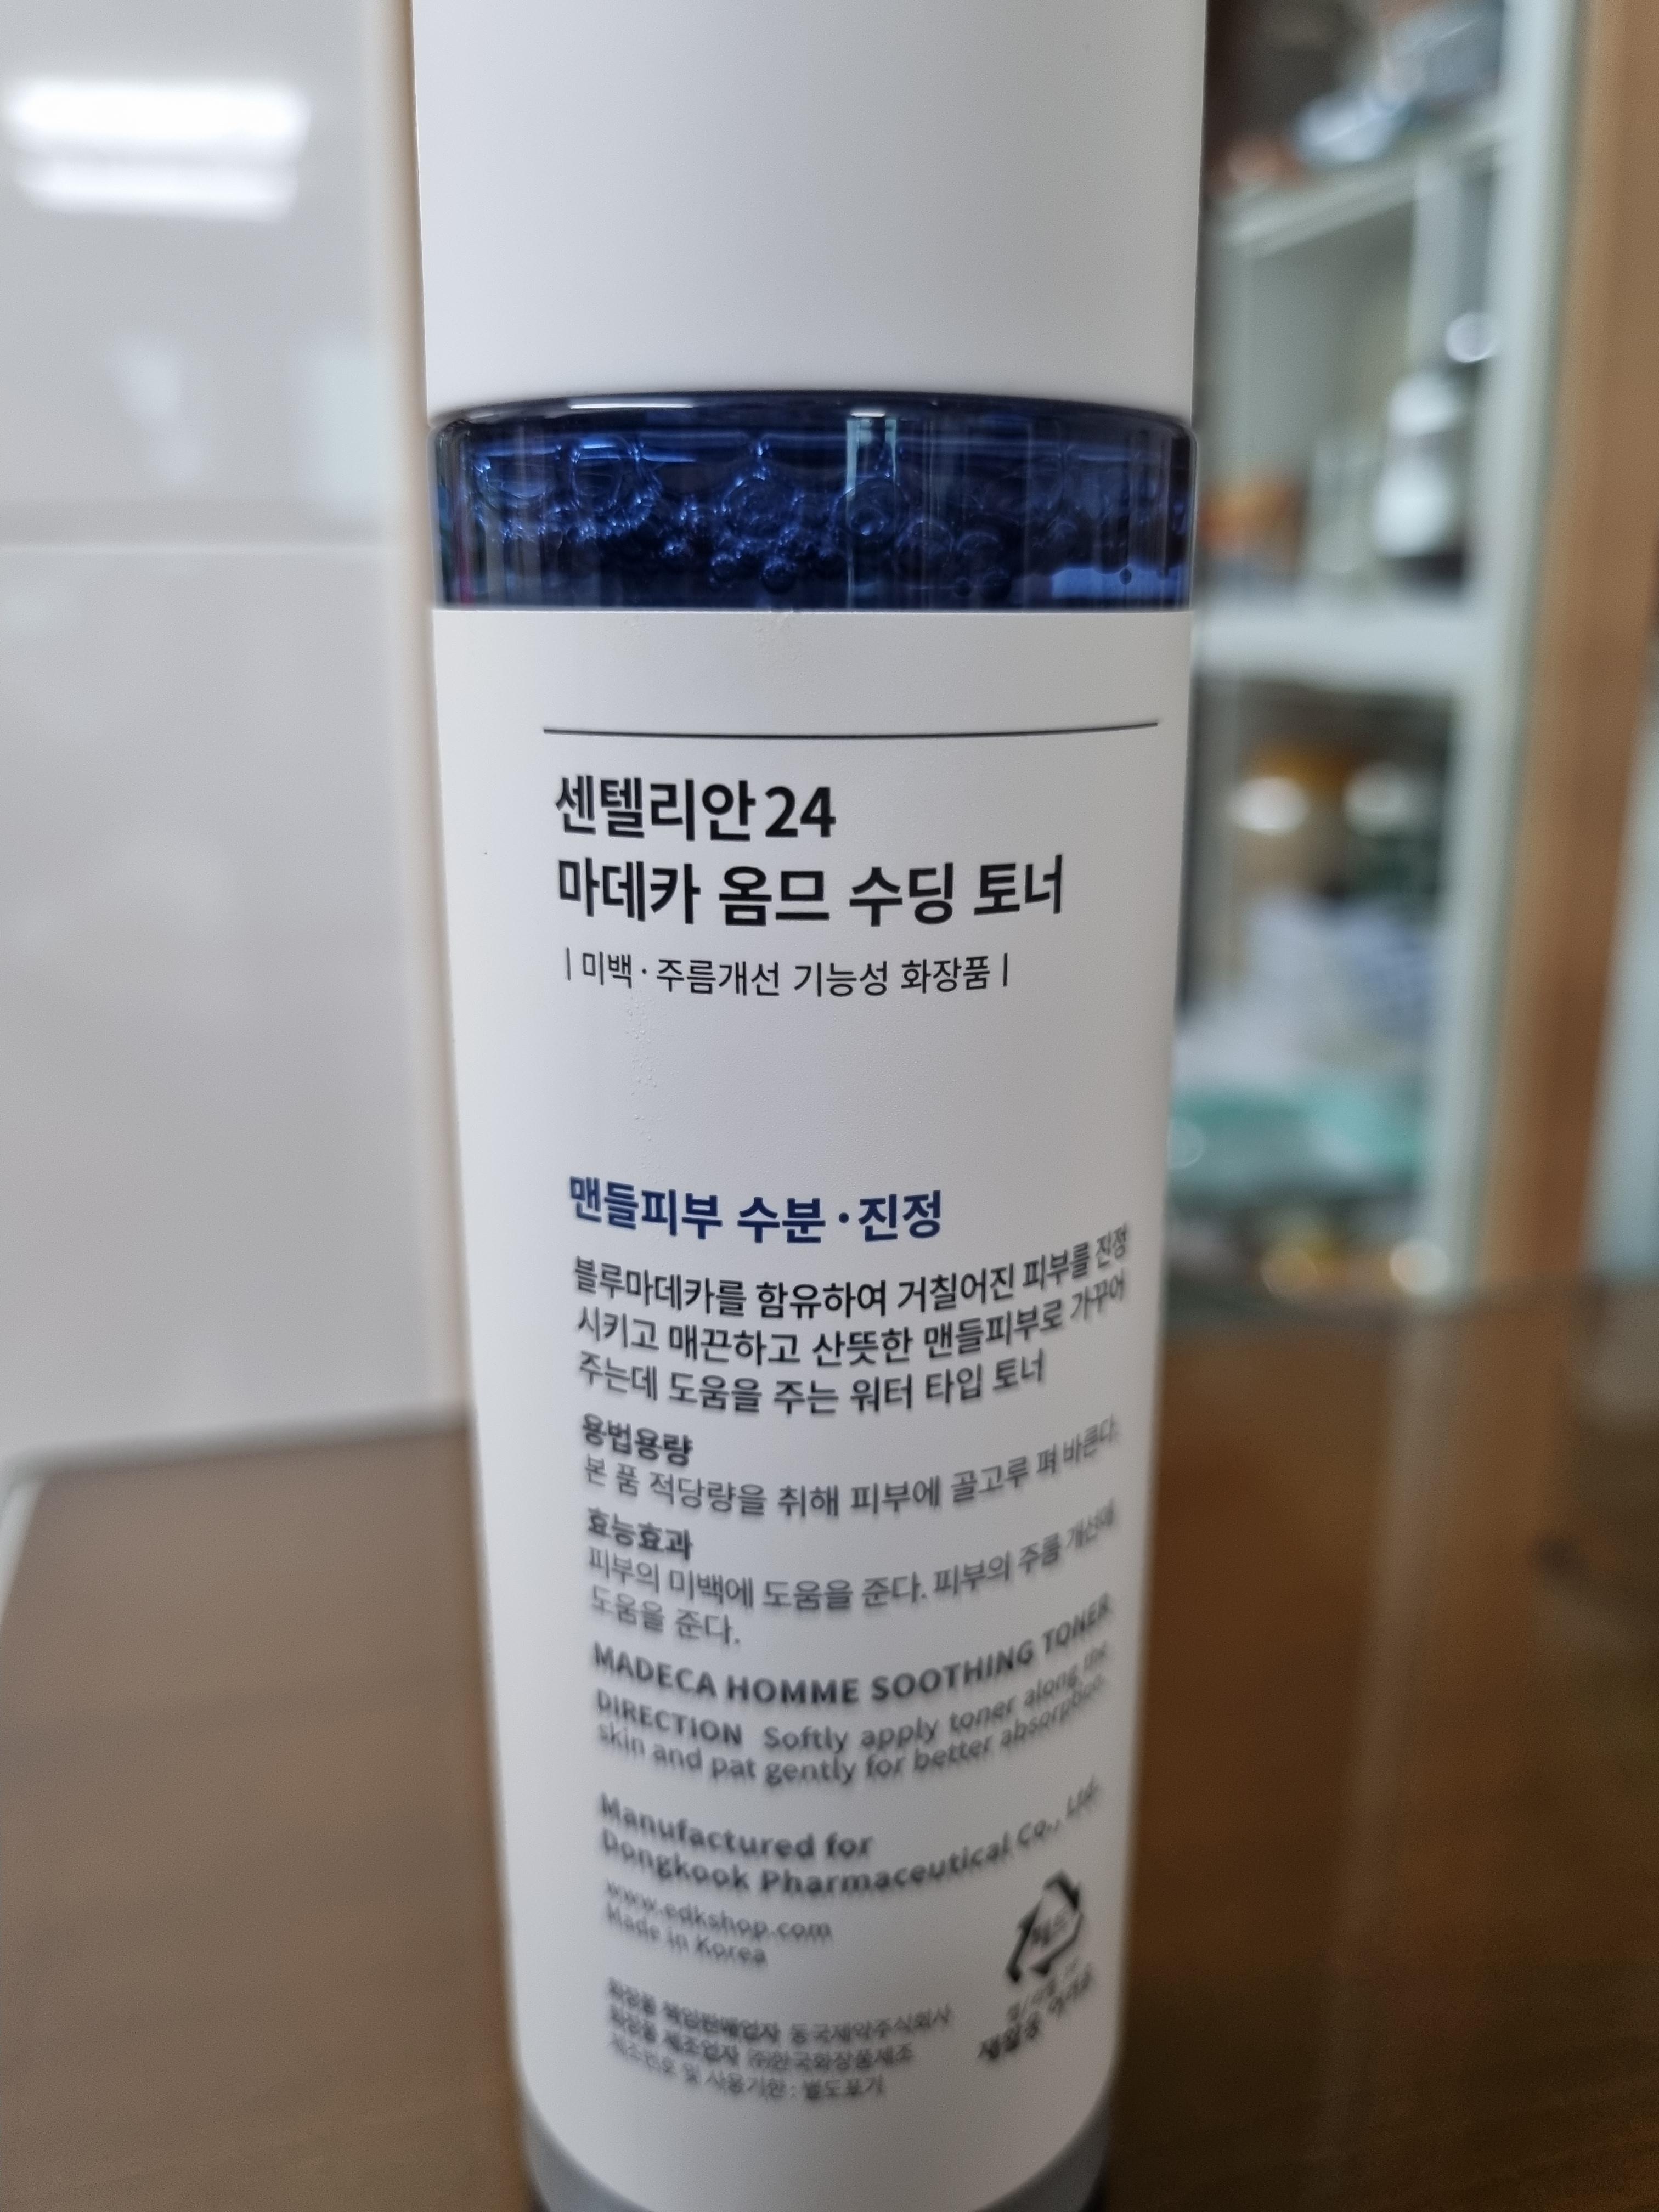 센텔리안24
마데카 옴므 수딩 토너
| 미백·주름개선 기능성 화장품 |
맨들피부 수분·진정
블루마데카를 함유하여 거칠어진 피부를 진정
시키고 매끈하고 산뜻한 맨들피부로 가꾸어
주는데 도움을 주는 워터 타입 토너
용법용량
본 품 적당량을 취해 피부에 골고루 펴 바른다.
효능효과
피부의 미백에 도움을 준다. 피부의 주름 개선에
도움을 준다.
MADECA HOMME SOOTHING TONER
DIRECTION Softly apply toner along the
skin and pat gently for better absorption.
Manufactured for
Dongkook Pharmaceutical Co., Ltd.
www.edkshop.com
Made in Korea
화장품 책임판매업자 동국제약주식회사
화장품 제조업자 ㈜한국화장품제조
제조번호 및 사용기한 : 별도표기
재활용 어려움